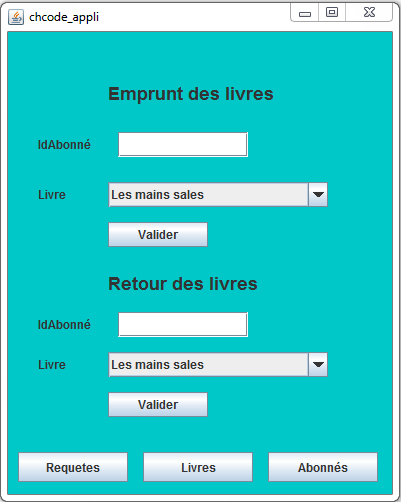 chcode_appli
Emprunt des livres
IdAbonné
Livre Les mains sales
Valider
Retour des livres
IdAbonné
Livre Les mains sales
Valider
Requetes Livres Abonnés